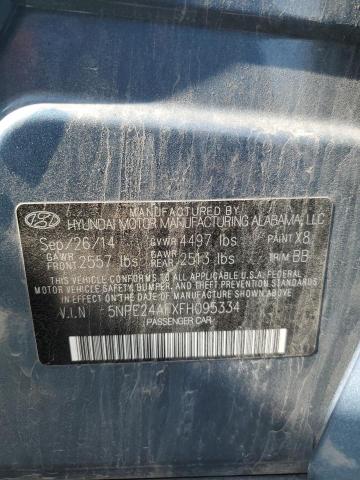 MANUFACTURED BY
HYUNDAI MOTOR MANUFACTURING ALABAMA, LLC
Sep/26/14 GVWR 4497 lbs PAINT X8
GAWR FRONT 2557 lbs GAWR REAR 2513 lbs TRIM BB
THIS VEHICLE CONFORMS TO ALL APPLICABLE U.S.A. FEDERAL
MOTOR VEHICLE SAFETY, BUMPER, AND THEFT PREVENTION
STANDARDS IN EFFECT ON THE DATE OF MANUFACTURE
SHOWN ABOVE.
V.I.N 5NPE24AFXFH095334
(PASSENGER CAR)